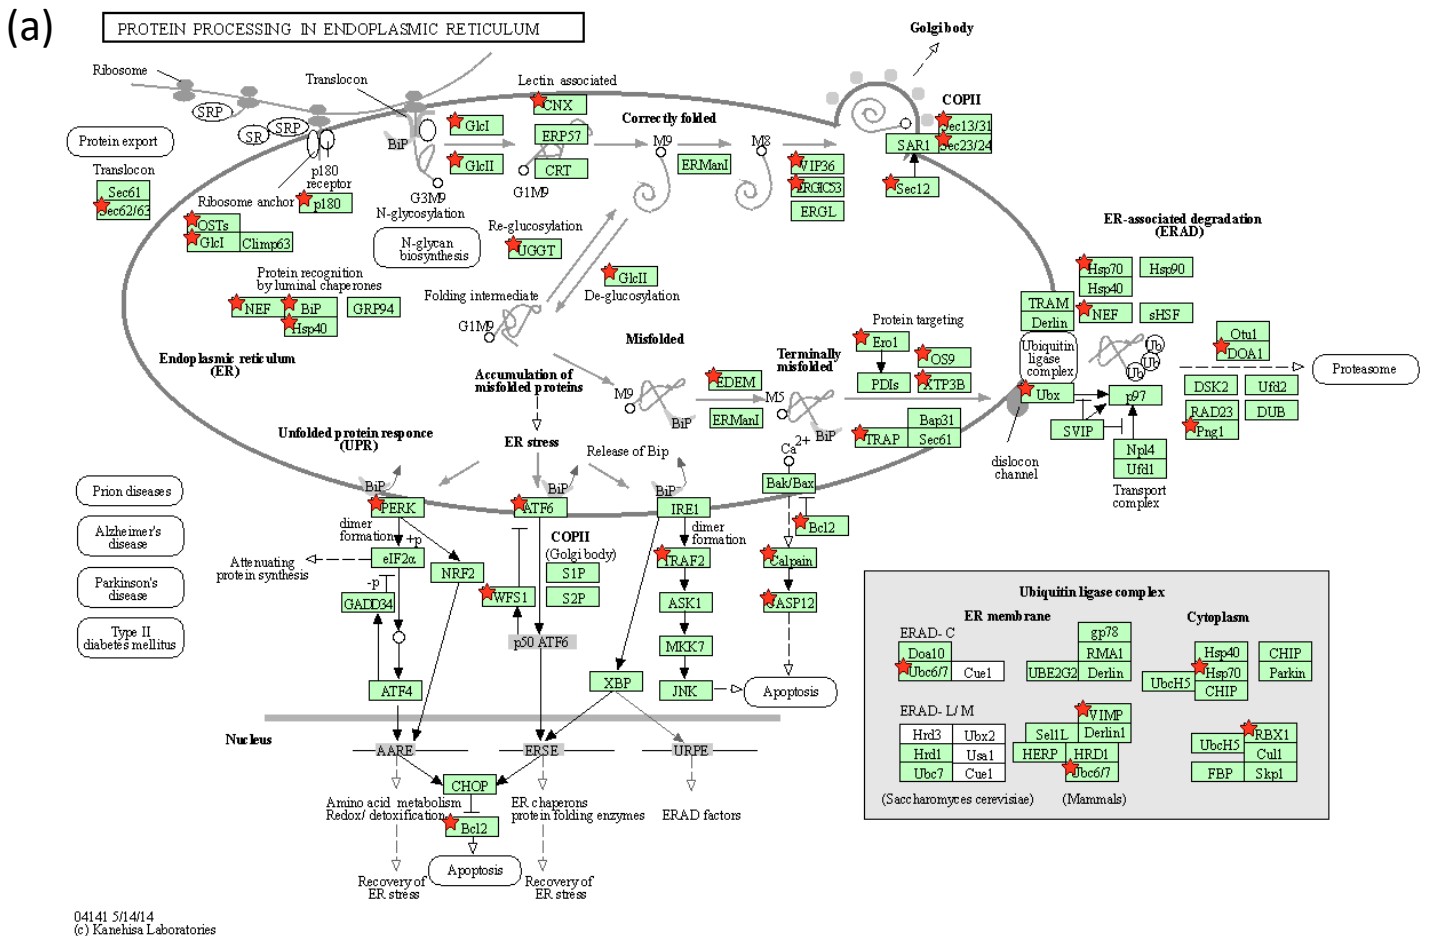 (a)
PROTEIN PROCESSING IN ENDOPLASMIC RETICULUM
Golgi body
Ribosome
Translocon
Lectin associated
SRP
SR
SRP
CNX
COPII
Sec13/31
SAR1
Sec23/24
Protein export
BiP
GlcI
GlcII
ERP57
CRT
Correctly folded
M9
ERManI
M8
VIP36
ERGIC53
ERGL
Sec12
Translocon
Sec61
Sec62/63
p180
receptor
Ribosome anchor
p180
G3M9
N-glycosylation
G1M9
OSTs
GlcI
Climp63
N-glycan
biosynthesis
Re-glucosylation
UGGT
ER-associated degradation
(ERAD)
Protein recognition
by luminal chaperones
NEF
BiP
GRP94
Hsp40
GlcII
De-glucosylation
Folding intermediate
G1M9
Hsp70
Hsp90
Hsp40
NEF
sHSF
TRAM
Derlin
Endoplasmic reticulum
(ER)
Misfolded
Protein targeting
Ero1
OS9
PDIs
XTP3B
Terminally
misfolded
Ubiquitin
ligase
complex
Ub
Ub
Ub
Otu1
DOA1
Proteasome
Accumulation of
misfolded proteins
M9
EDEM
ERManI
M5
BiP
BiP
Ubx
p97
DSK2
Ufd2
RAD23
DUB
Png1
Bap31
TRAP
Sec61
SVIP
Npl4
Ufd1
dislocon
channel
Transport
complex
Unfolded protein responce
(UPR)
ER stress
Release of Bip
Ca2+
Bak/Bax
BiP
BiP
BiP
Prion diseases
PERK
ATF6
IRE1
Bcl2
Alzheimer's
disease
dimer
formation
+p
COPII
(Golgi body)
dimer
formation
Attenuating
protein synthesis
eIF2α
NRF2
S1P
S2P
TRAF2
Calpain
Parkinson's
disease
-p
GADD34
WFS1
ASK1
CASP12
Type II
diabetes mellitus
p50 ATF6
MKK7
ATF4
XBP
JNK
Apoptosis
Nucleus
AARE
ERSE
URPE
CHOP
Amino acid metabolism
Redox/detoxification
ER chaperons
protein folding enzymes
ERAD factors
Bcl2
Apoptosis
Recovery of
ER stress
Recovery of
ER stress
Ubiquitin ligase complex
ER membrane
Cytoplasm
ERAD-C
Doa10
Ubc6/7
Cue1
gp78
RMA1
UBE2G2
Derlin
Hsp40
Hsp70
UbcH5
CHIP
CHIP
Parkin
ERAD-L/M
Hrd3
Ubx2
Hrd1
Usa1
Ubc7
Cue1
VIMP
Sel1L
Derlin1
HERP
HRD1
Ubc6/7
RBX1
UbcH5
Cul1
FBP
Skp1
(Saccharomyces cerevisiae)
(Mammals)
04141 5/14/14
(c) Kanehisa Laboratories